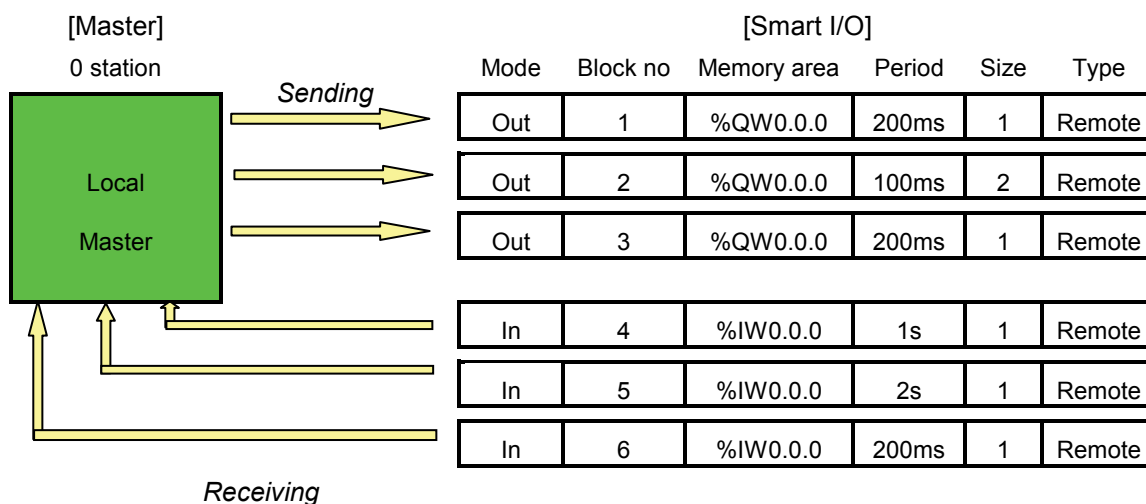 [Master] [Smart I/O]
0 station Mode Block no Memory area Period Size Type
Sending
Out 1 %QW0.0.0 200ms 1 Remote
Local
Out 2 %QW0.0.0 100ms 2 Remote
Master
Out 3 %QW0.0.0 200ms 1 Remote
In 4 %IW0.0.0 1s 1 Remote
In 5 %IW0.0.0 2s 1 Remote
In 6 %IW0.0.0 200ms 1 Remote
Receiving